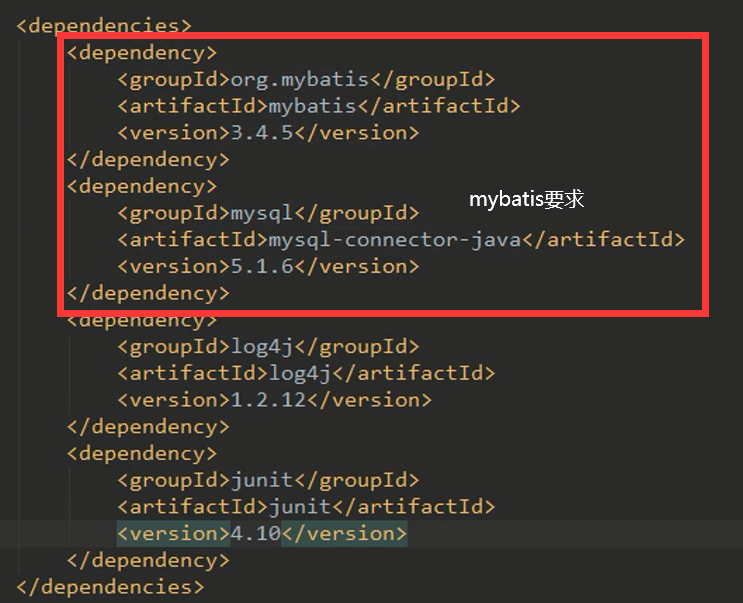 <dependencies>
<dependency>
<groupId>org.mybatis</groupId>
<artifactId>mybatis</artifactId>
<version>3.4.5</version>
</dependency>
<dependency>
mybatis要求
<groupId>mysql</groupId>
<artifactId>mysql-connector-java</artifactId>
<version>5.1.6</version>
</dependency>
<dependency>
<groupId>log4j</groupId>
<artifactId>log4j</artifactId>
<version>1.2.12</version>
</dependency>
<dependency>
<groupId>junit</groupId>
<artifactId>junit</artifactId>
<version>4.10</version>
</dependency>
</dependencies>